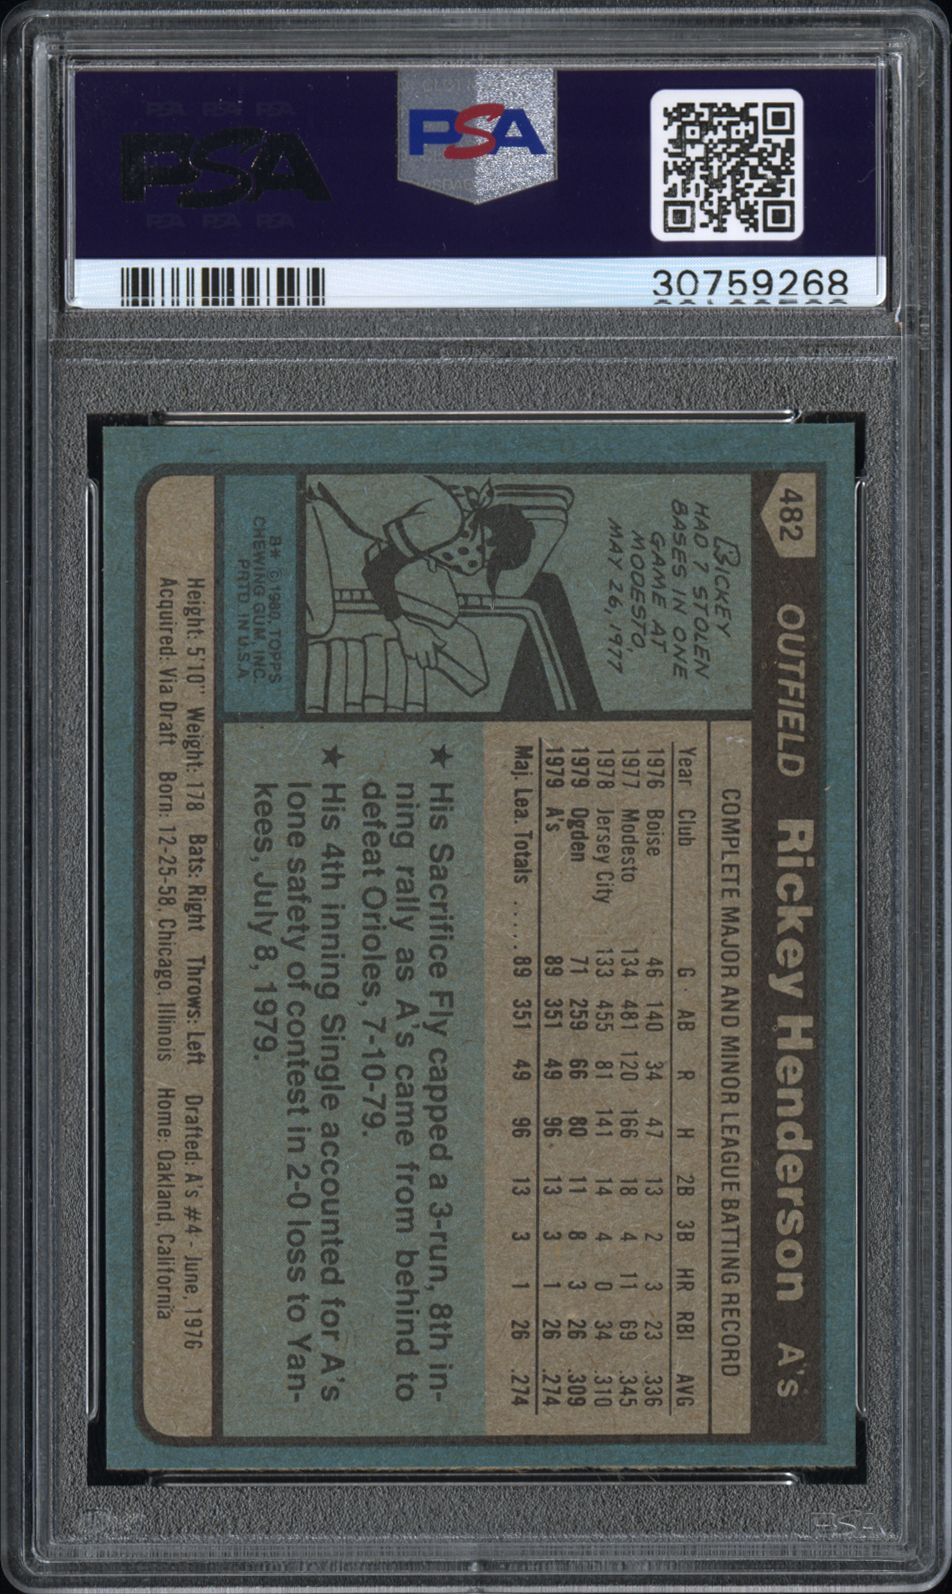 PSA PSA PSA
PSA
PSA PSA PSA
PSA
30759268
482 OUTFIELD Rickey Henderson A's
RICKEY
HAD 7 STOLEN
BASES IN ONE
GAME AT
MODESTO,
MAY 26, 1977
B* © 1980, TOPPS
CHEWING GUM INC.
PRTD. IN U.S.A.
COMPLETE MAJOR AND MINOR LEAGUE BATTING RECORD
Year Club G AB R H 2B 3B HR RBI AVG
1976 Boise 46 140 34 47 13 2 3 23 .336
1977 Modesto 134 481 120 166 18 4 11 69 .345
1978 Jersey City 133 455 81 141 14 4 0 34 .310
1979 Ogden 71 259 66 80 11 8 3 26 .309
1979 A's 89 351 49 96 13 3 1 26 .274
Maj. Lea. Totals ...... 89 351 49 96 13 3 1 26 .274
★ His Sacrifice Fly capped a 3-run, 8th in-
ning rally as A's came from behind to
defeat Orioles, 7-10-79.
★ His 4th inning Single accounted for A's
lone safety of contest in 2-0 loss to Yan-
kees, July 8, 1979.
Height: 5'10" Weight: 178 Bats: Right Throws: Left Drafted: A's #4 - June, 1976
Acquired: Via Draft Born: 12-25-58, Chicago, Illinois Home: Oakland, California
PSA